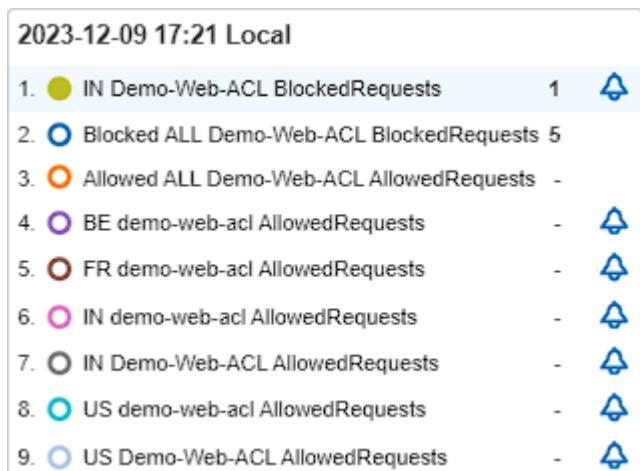 2023-12-09 17:21 Local
1. IN Demo-Web-ACL BlockedRequests 1
2. Blocked ALL Demo-Web-ACL BlockedRequests 5
3. Allowed ALL Demo-Web-ACL AllowedRequests -
4. BE demo-web-acl AllowedRequests -
5. FR demo-web-acl AllowedRequests -
6. IN demo-web-acl AllowedRequests -
7. IN Demo-Web-ACL AllowedRequests -
8. US demo-web-acl AllowedRequests -
9. US Demo-Web-ACL AllowedRequests -